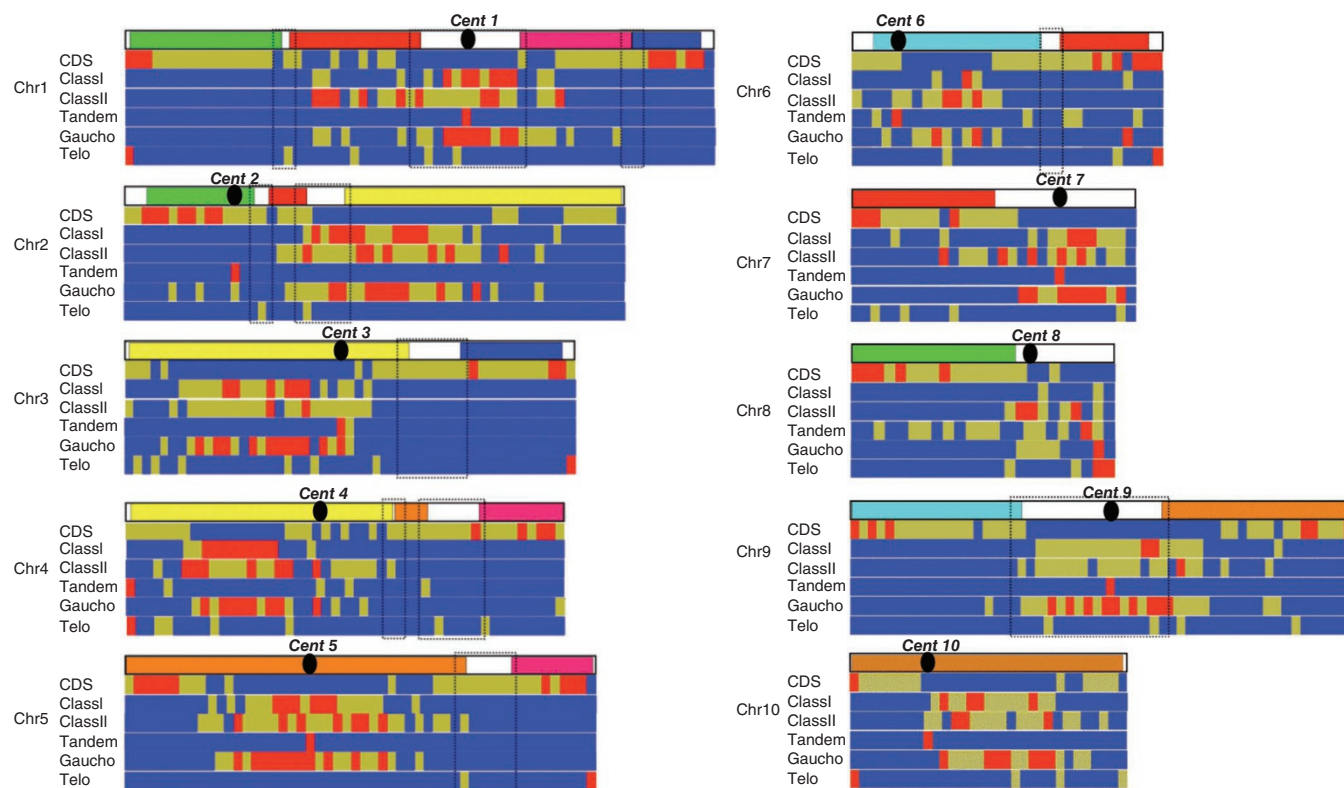 Cent 1
Chr1
CDS
ClassI
ClassII
Tandem
Gaucho
Telo
Cent 2
Chr2
CDS
ClassI
ClassII
Tandem
Gaucho
Telo
Cent 3
Chr3
CDS
ClassI
ClassII
Tandem
Gaucho
Telo
Cent 4
Chr4
CDS
ClassI
ClassII
Tandem
Gaucho
Telo
Cent 5
Chr5
CDS
ClassI
ClassII
Tandem
Gaucho
Telo
Cent 6
Chr6
CDS
ClassI
ClassII
Tandem
Gaucho
Telo
Cent 7
Chr7
CDS
ClassI
ClassII
Tandem
Gaucho
Telo
Cent 8
Chr8
CDS
ClassI
ClassII
Tandem
Gaucho
Telo
Cent 9
Chr9
CDS
ClassI
ClassII
Tandem
Gaucho
Telo
Cent 10
Chr10
CDS
ClassI
ClassII
Tandem
Gaucho
Telo